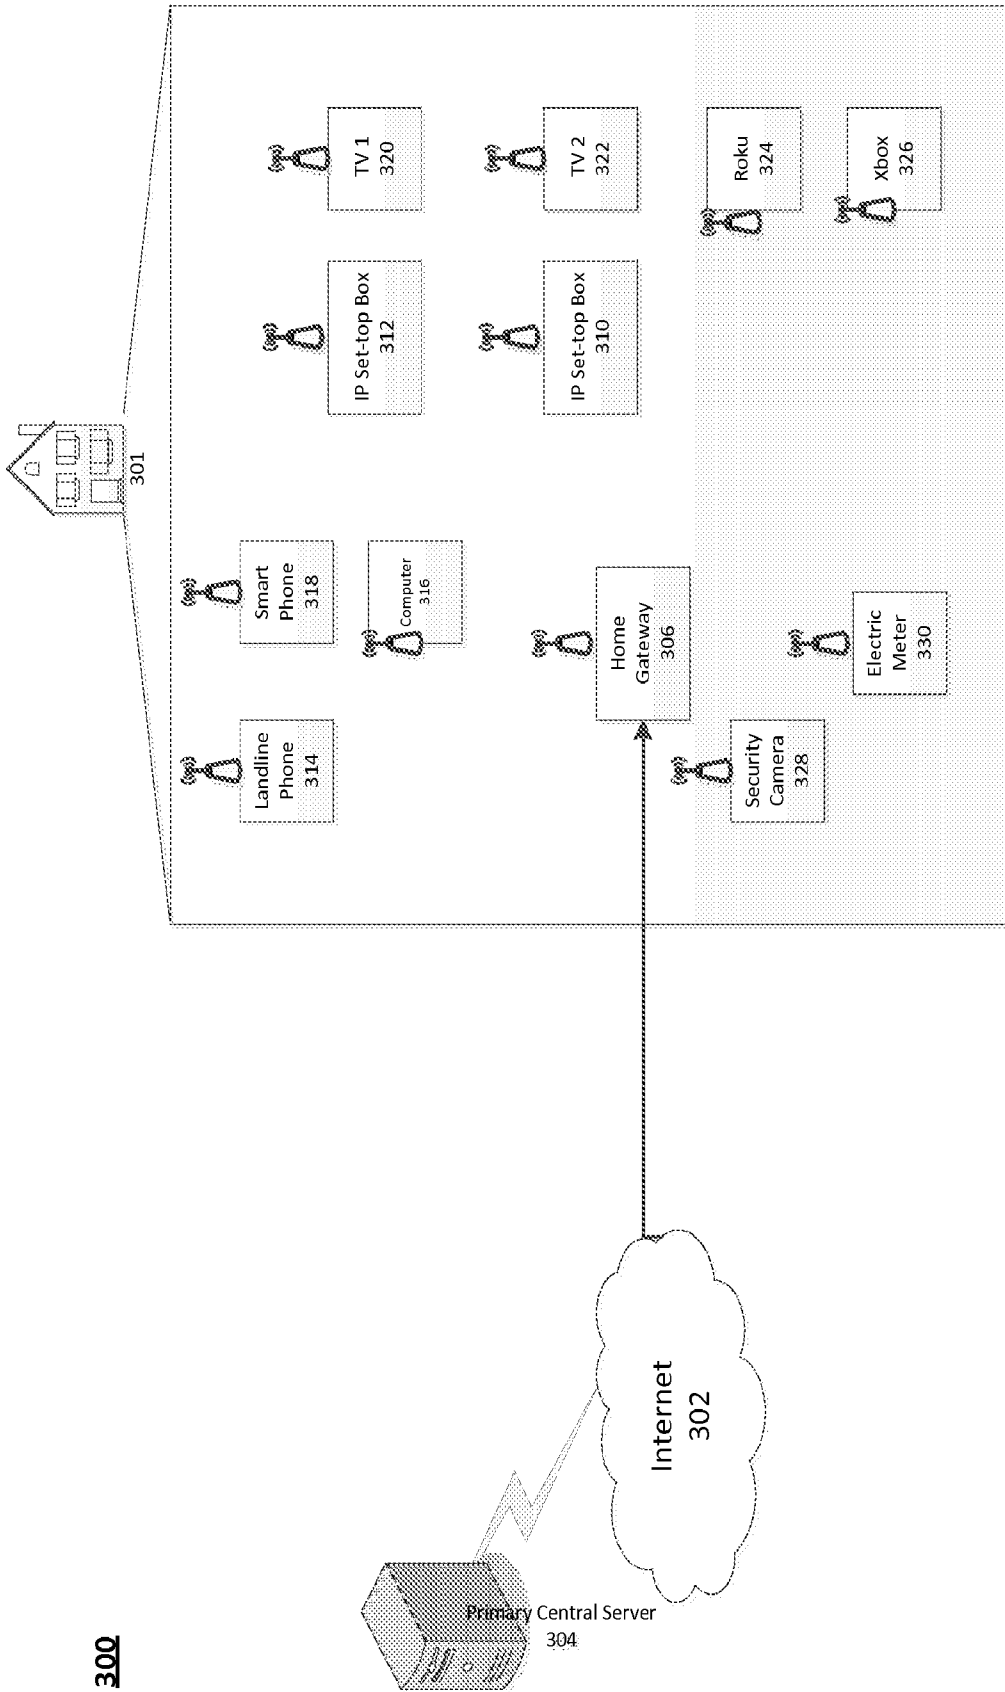 300
301
Landline
Phone
314
Smart
Phone
318
Computer
316
IP Set-top Box
312
TV 1
320
IP Set-top Box
310
TV 2
322
Home
Gateway
306
Security
Camera
328
Electric
Meter
330
Roku
324
Xbox
326
Internet
302
Primary Central Server
304